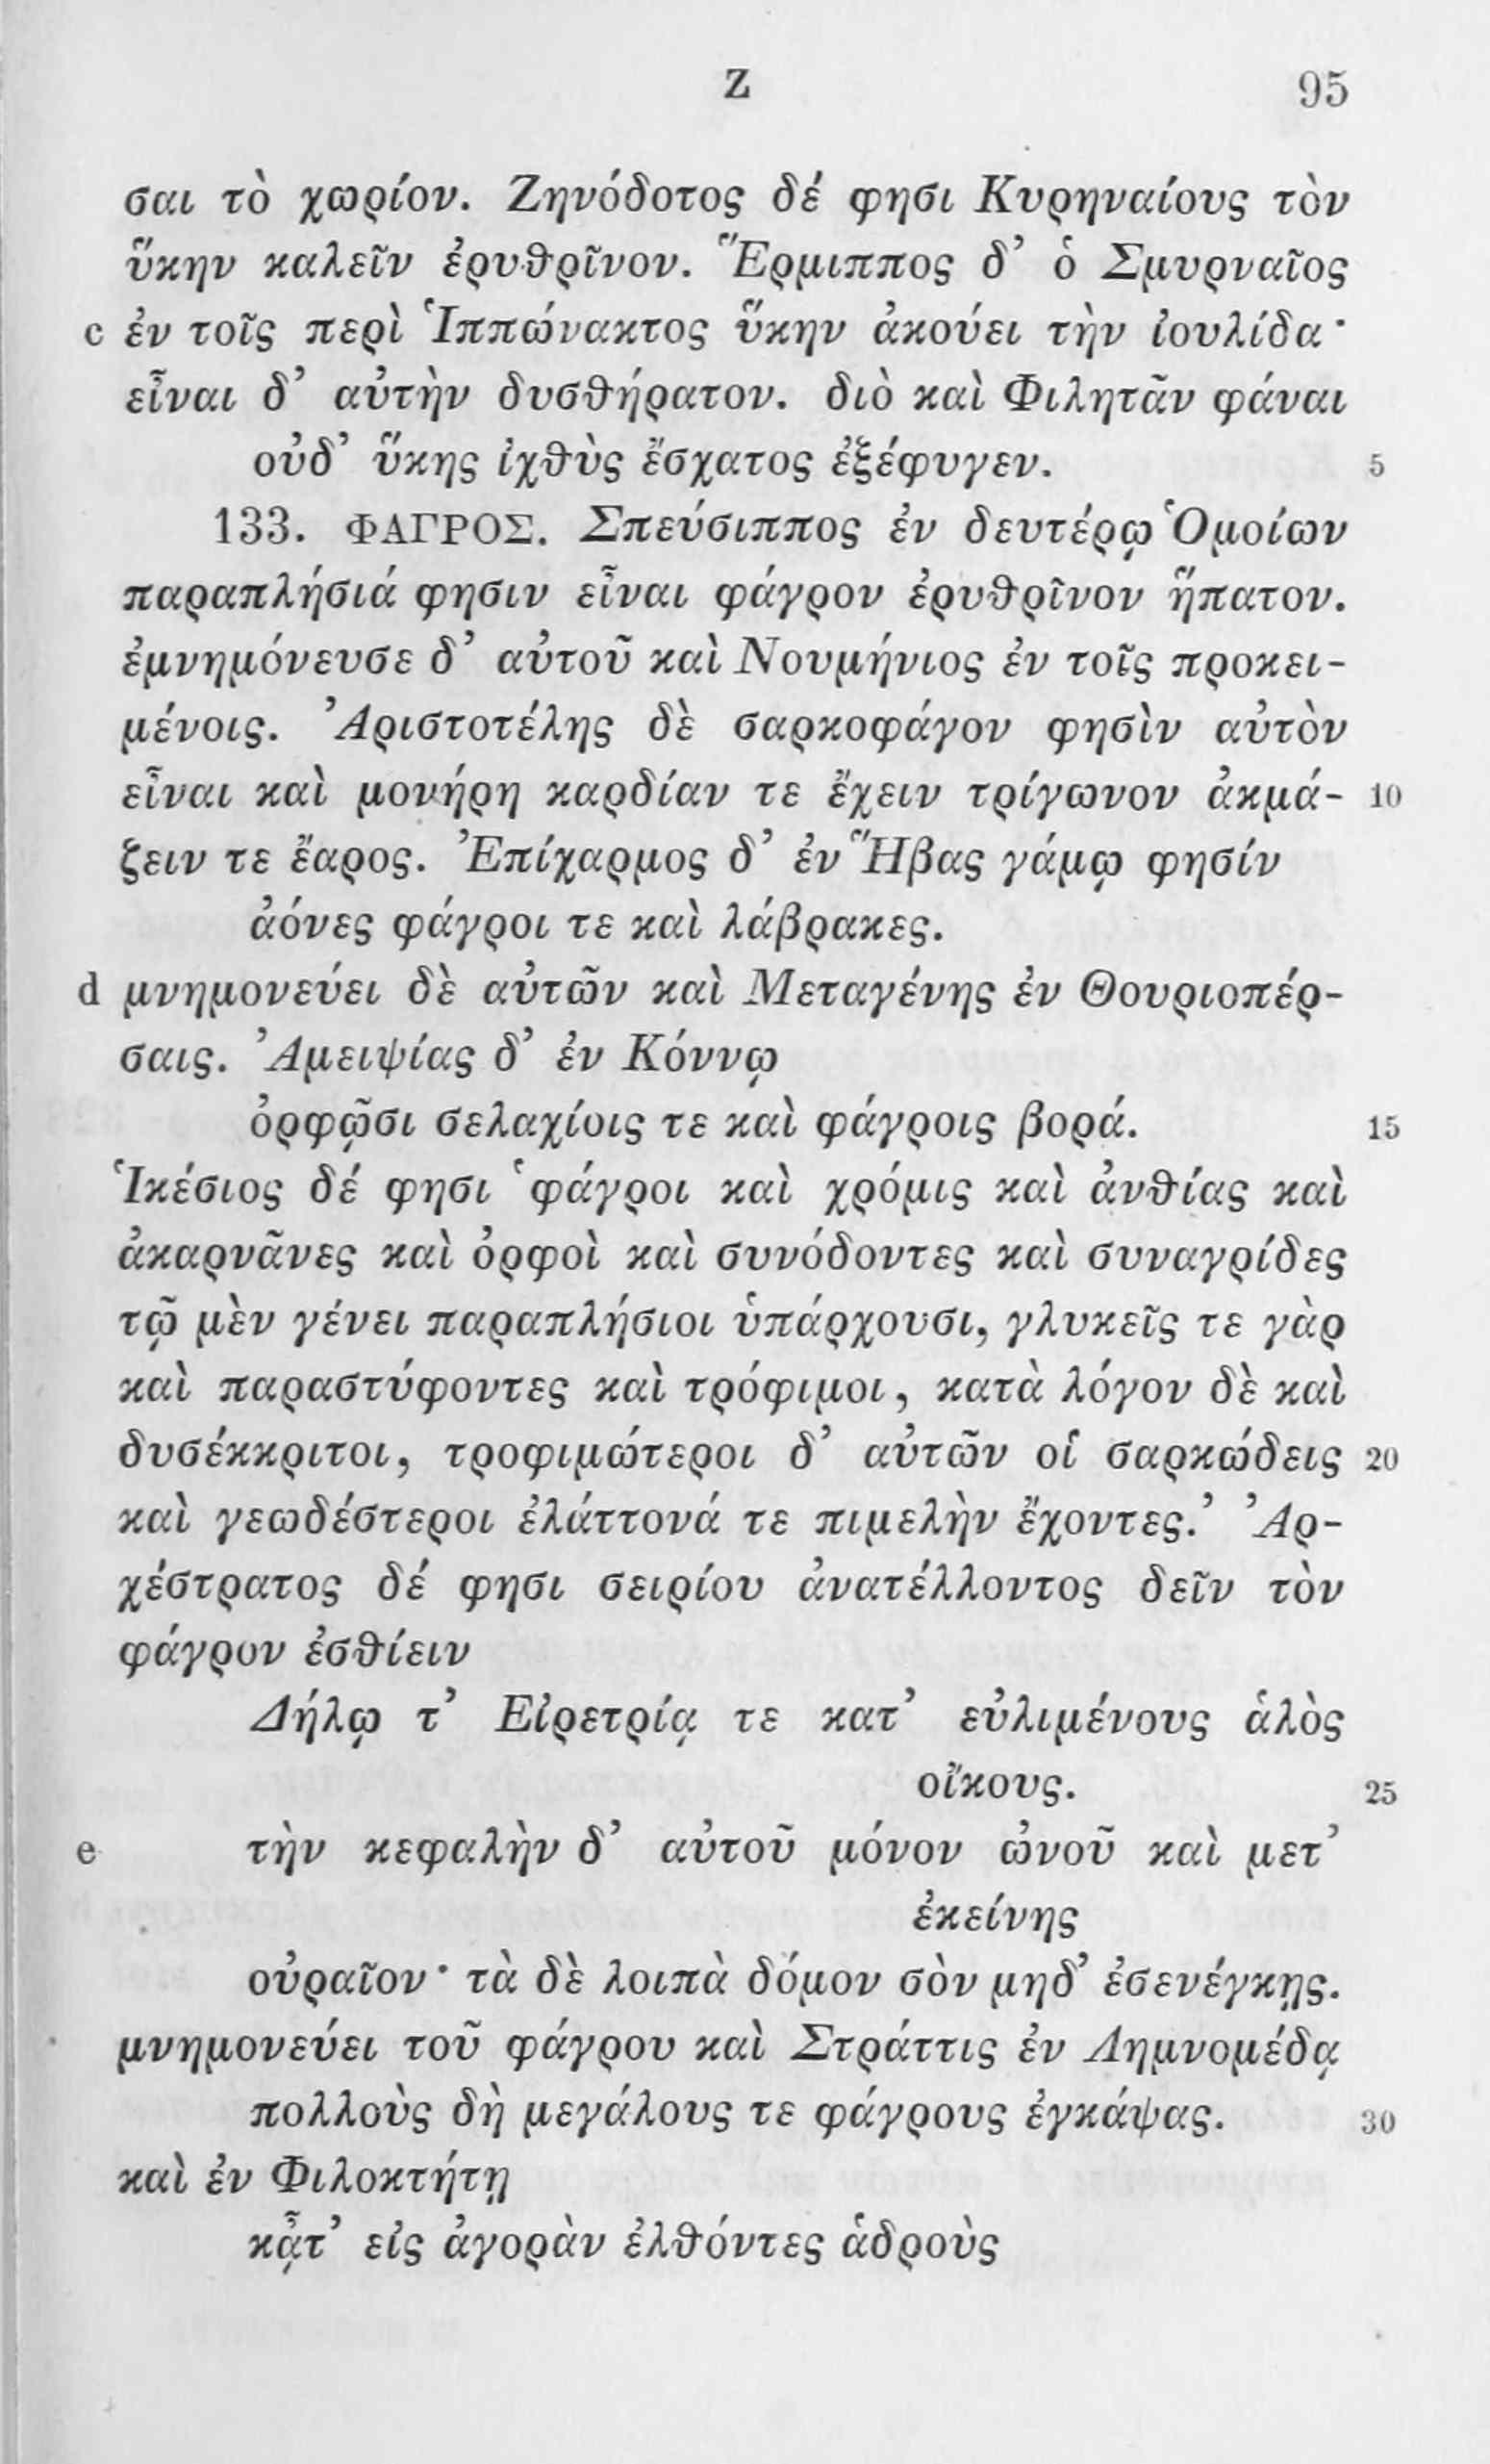 Z 95
σαι τὸ χωρίον. Ζηνόδοτος δέ φησι Κυρηναίους τὸν
ὕκην καλεῖν ἐρυθρῖνον. Ἕρμιππος δ᾽ ὁ Σμυρναῖος
c ἐν τοῖς περὶ Ἱππώνακτος ὕκην ἀκούει τὴν ἰουλίδα·
εἶναι δ᾽ αὐτὴν δυσθήρατον. διὸ καὶ Φιλητᾶν φάναι
οὐδ᾽ ὕκης ἰχθὺς ἔσχατος ἐξέφυγεν. 5
133. ΦΑΓΡΟΣ. Σπεύσιππος ἐν δευτέρῳ Ὁμοίων
παραπλήσιά φησιν εἶναι φάγρον ἐρυθρῖνον ἥπατον.
ἐμνημόνευσε δ᾽ αὐτοῦ καὶ Νουμήνιος ἐν τοῖς προκει-
μένοις. Ἀριστοτέλης δὲ σαρκοφάγον φησὶν αὐτὸν
εἶναι καὶ μονήρη καρδίαν τε ἔχειν τρίγωνον ἀκμά- 10
ζειν τε ἔαρος. Ἐπίχαρμος δ᾽ ἐν Ἥβας γάμῳ φησίν
ἀόνες φάγροι τε καὶ λάβρακες.
d μνημονεύει δὲ αὐτῶν καὶ Μεταγένης ἐν Θουριοπέρ-
σαις. Ἀμειψίας δ᾽ ἐν Κόννῳ
ὀρφῷσι σελαχίοις τε καὶ φάγροις βορά. 15
Ἱκέσιος δέ φησι ‘φάγροι καὶ χρόμις καὶ ἀνθίας καὶ
ἀκαρνᾶνες καὶ ὀρφοὶ καὶ συνόδοντες καὶ συναγρίδες
τῷ μὲν γένει παραπλήσιοι ὑπάρχουσι, γλυκεῖς τε γὰρ
καὶ παραστύφοντες καὶ τρόφιμοι, κατὰ λόγον δὲ καὶ
δυσέκκριτοι, τροφιμώτεροι δ᾽ αὐτῶν οἱ σαρκώδεις 20
καὶ γεωδέστεροι ἐλάττονά τε πιμελὴν ἔχοντες.’ Ἀρ-
χέστρατος δέ φησι σειρίου ἀνατέλλοντος δεῖν τὸν
φάγρον ἐσθίειν
Δήλῳ τ᾽ Εἰρετρίᾳ τε κατ᾽ εὐλιμένους ἁλὸς
οἴκους. 25
e τὴν κεφαλὴν δ᾽ αὐτοῦ μόνον ὠνοῦ καὶ μετ᾽
ἐκείνης
οὐραῖον· τὰ δὲ λοιπὰ δόμον σὸν μηδ᾽ ἐσενέγκῃς.
μνημονεύει τοῦ φάγρου καὶ Στράττις ἐν Λημνομέδᾳ
πολλοὺς δὴ μεγάλους τε φάγρους ἐγκάψας. 30
καὶ ἐν Φιλοκτήτῃ
κᾆτ᾽ εἰς ἀγορὰν ἐλθόντες ἁδροὺς